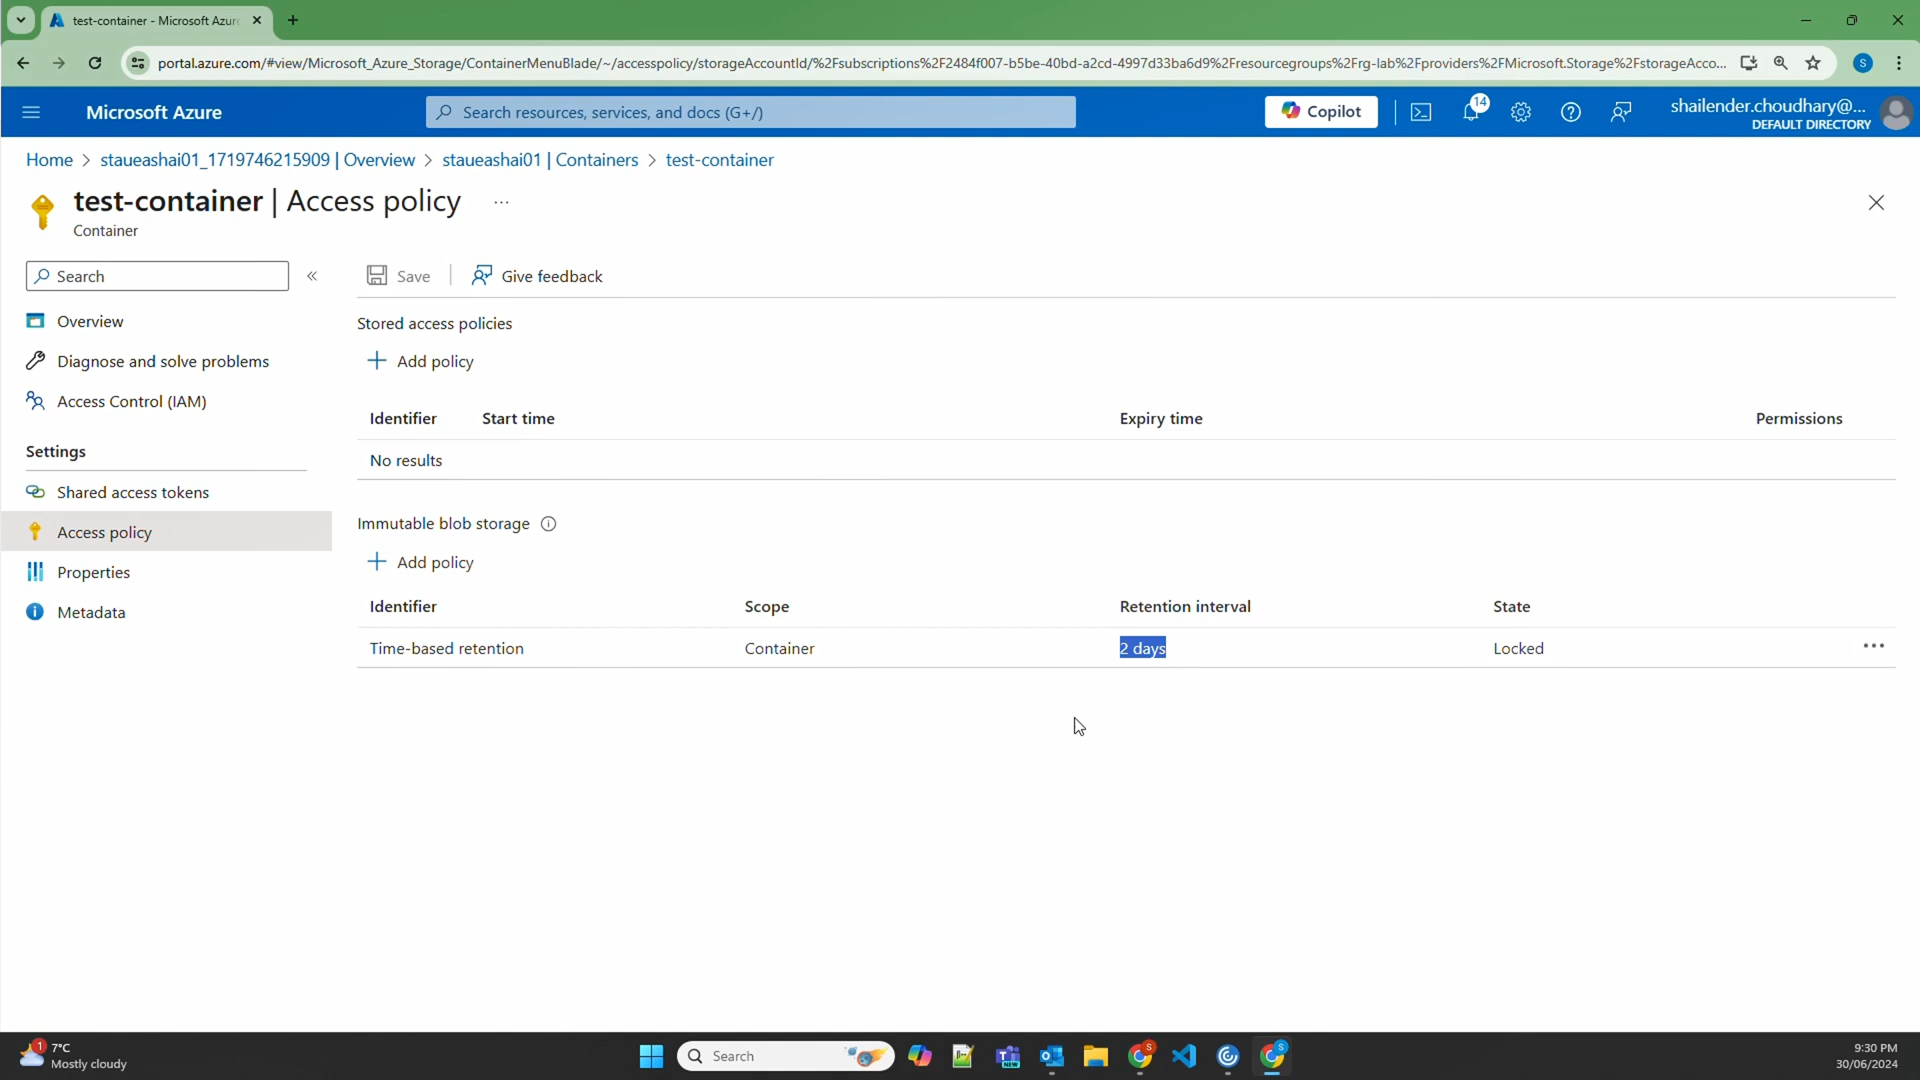 test-container - Microsoft Azur
portal.azure.com/#view/Microsoft_Azure_Storage/ContainerMenuBlade/~/accesspolicy/storageAccountId/%2Fsubscriptions%2F2484f007-b5be-40bd-a2cd-4997d33ba6d9%2Fresourcegroups%2Frg-lab%2Fproviders%2FMicrosoft.Storage%2FstorageAcco...
S
Microsoft Azure
Search resources, services, and docs (G+/)
Copilot
14
shailender.choudhary@...
DEFAULT DIRECTORY
Home > staueashai01_1719746215909 | Overview > staueashai01 | Containers > test-container
test-container | Access policy ...
Container
Search
Save
Give feedback
Overview
Diagnose and solve problems
Access Control (IAM)
Settings
Shared access tokens
Access policy
Properties
Metadata
Stored access policies
Add policy
Identifier Start time Expiry time Permissions
No results
Immutable blob storage
Add policy
Identifier Scope Retention interval State
Time-based retention Container 2 days Locked
1
7°C
Mostly cloudy
Search
NEW
S
S
9:30 PM
30/06/2024